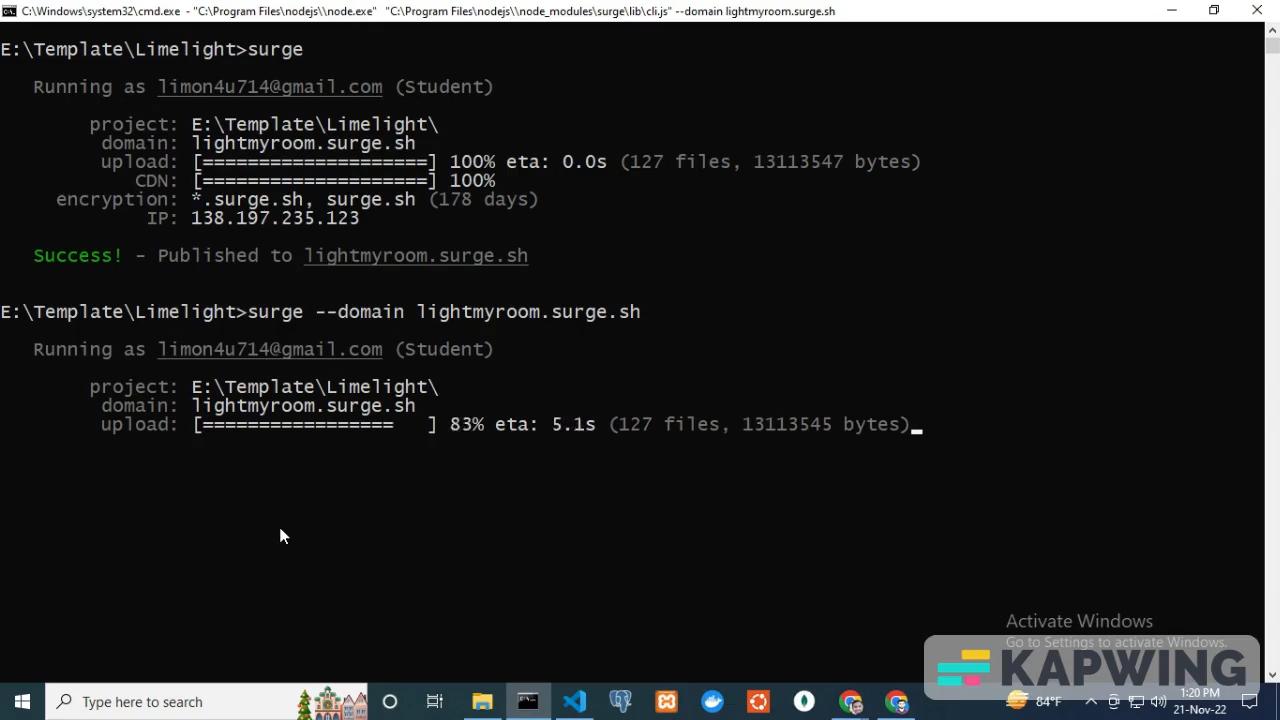 C:\Windows\system32\cmd.exe - "C:\Program Files\nodejs\\node.exe"  "C:\Program Files\nodejs\\node_modules\surge\lib\cli.js" --domain lightmyroom.surge.sh
E:\Template\Limelight>surge
Running as limon4u714@gmail.com (Student)
project: E:\Template\Limelight\
domain: lightmyroom.surge.sh
upload: [====================] 100% eta: 0.0s (127 files, 13113547 bytes)
CDN: [====================] 100%
encryption: *.surge.sh, surge.sh (178 days)
IP: 138.197.235.123
Success! - Published to lightmyroom.surge.sh
E:\Template\Limelight>surge --domain lightmyroom.surge.sh
Running as limon4u714@gmail.com (Student)
project: E:\Template\Limelight\
domain: lightmyroom.surge.sh
upload: [=================   ] 83% eta: 5.1s (127 files, 13113545 bytes)
Activate Windows
Go to Settings to activate Windows.
KAPWING
Type here to search
84°F
1:20 PM
21-Nov-22